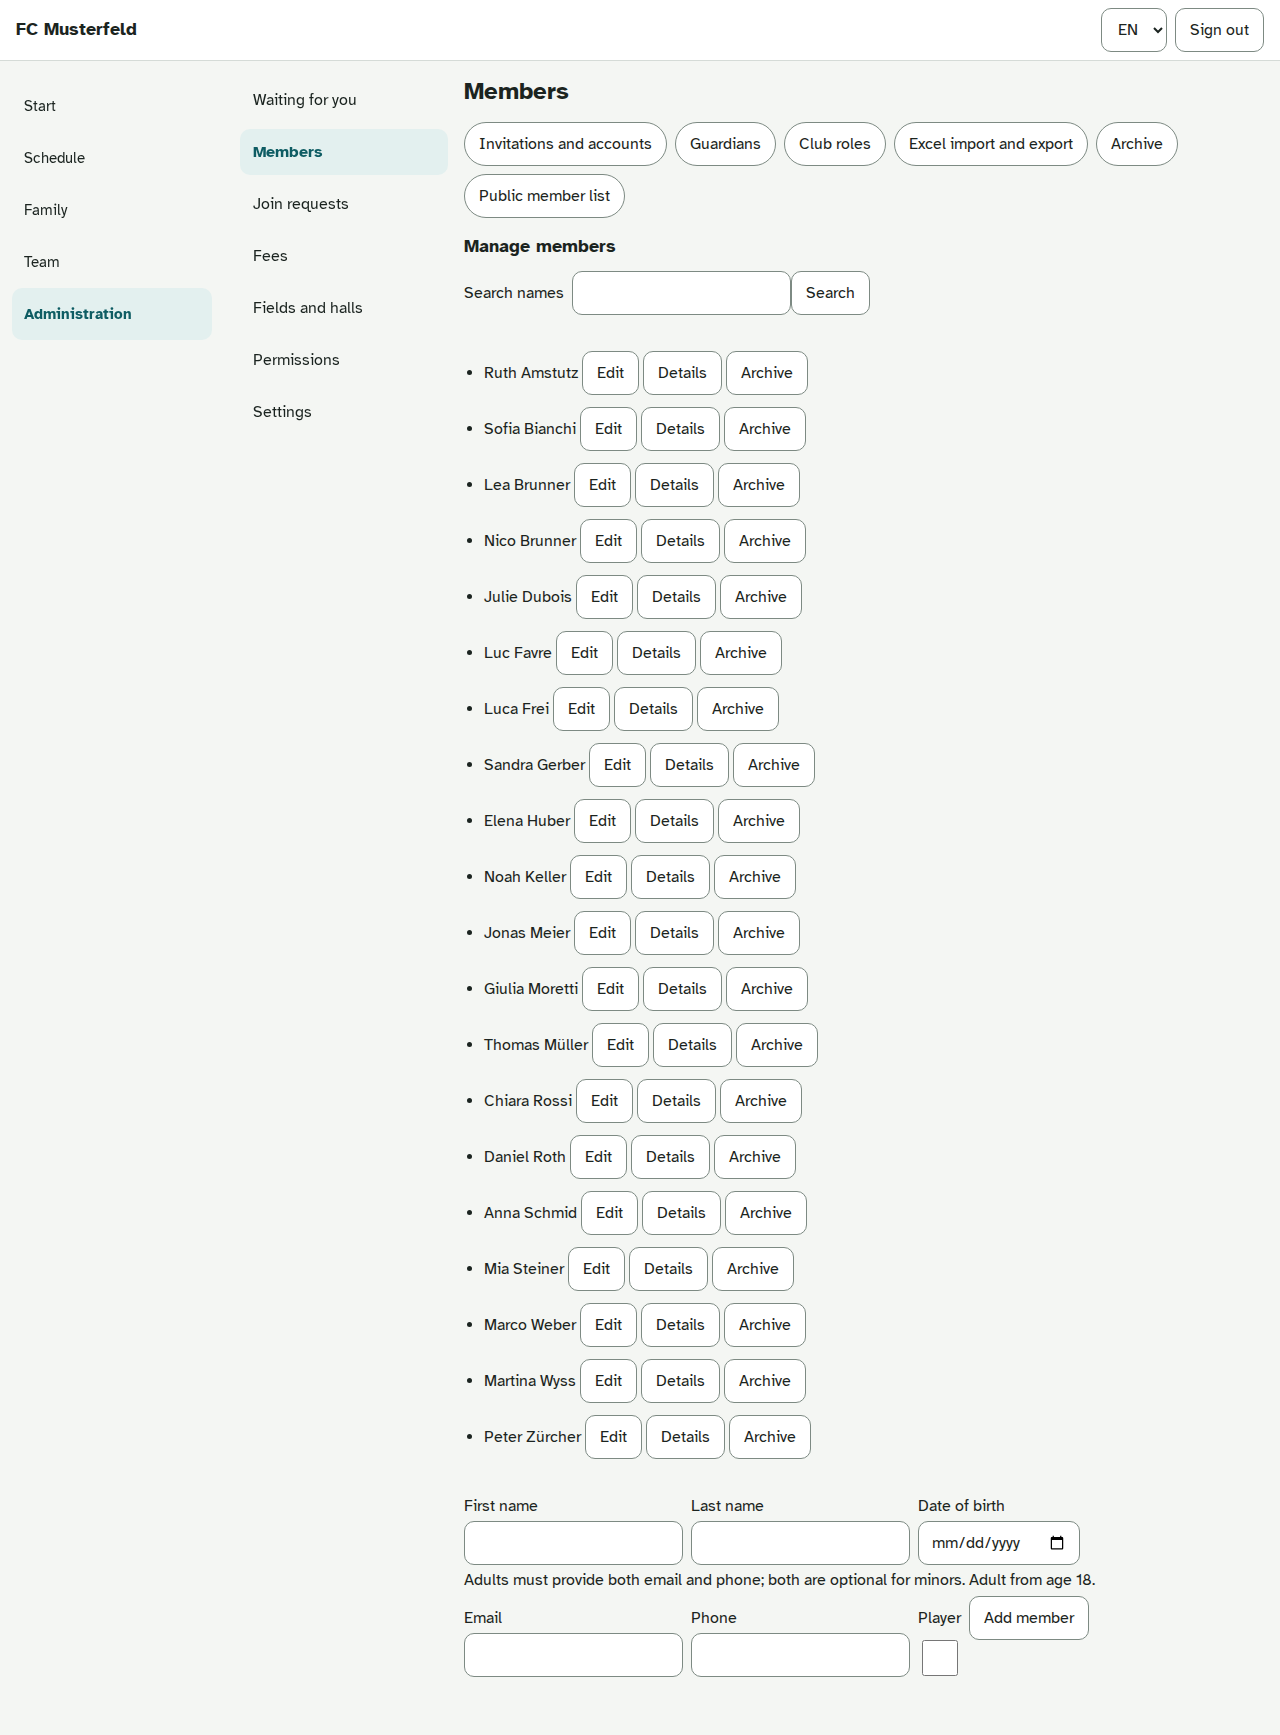 FC Musterfeld
EN
Sign out
Start
Schedule
Family
Team
Administration
Waiting for you
Members
Join requests
Fees
Fields and halls
Permissions
Settings
Members
Invitations and accounts Guardians Club roles Excel import and export Archive
Public member list
Manage members
Search names Search
Ruth Amstutz Edit Details Archive
Sofia Bianchi Edit Details Archive
Lea Brunner Edit Details Archive
Nico Brunner Edit Details Archive
Julie Dubois Edit Details Archive
Luc Favre Edit Details Archive
Luca Frei Edit Details Archive
Sandra Gerber Edit Details Archive
Elena Huber Edit Details Archive
Noah Keller Edit Details Archive
Jonas Meier Edit Details Archive
Giulia Moretti Edit Details Archive
Thomas Müller Edit Details Archive
Chiara Rossi Edit Details Archive
Daniel Roth Edit Details Archive
Anna Schmid Edit Details Archive
Mia Steiner Edit Details Archive
Marco Weber Edit Details Archive
Martina Wyss Edit Details Archive
Peter Zürcher Edit Details Archive
First name Last name Date of birth
mm/dd/yyyy
Adults must provide both email and phone; both are optional for minors. Adult from age 18.
Email Phone Player Add member